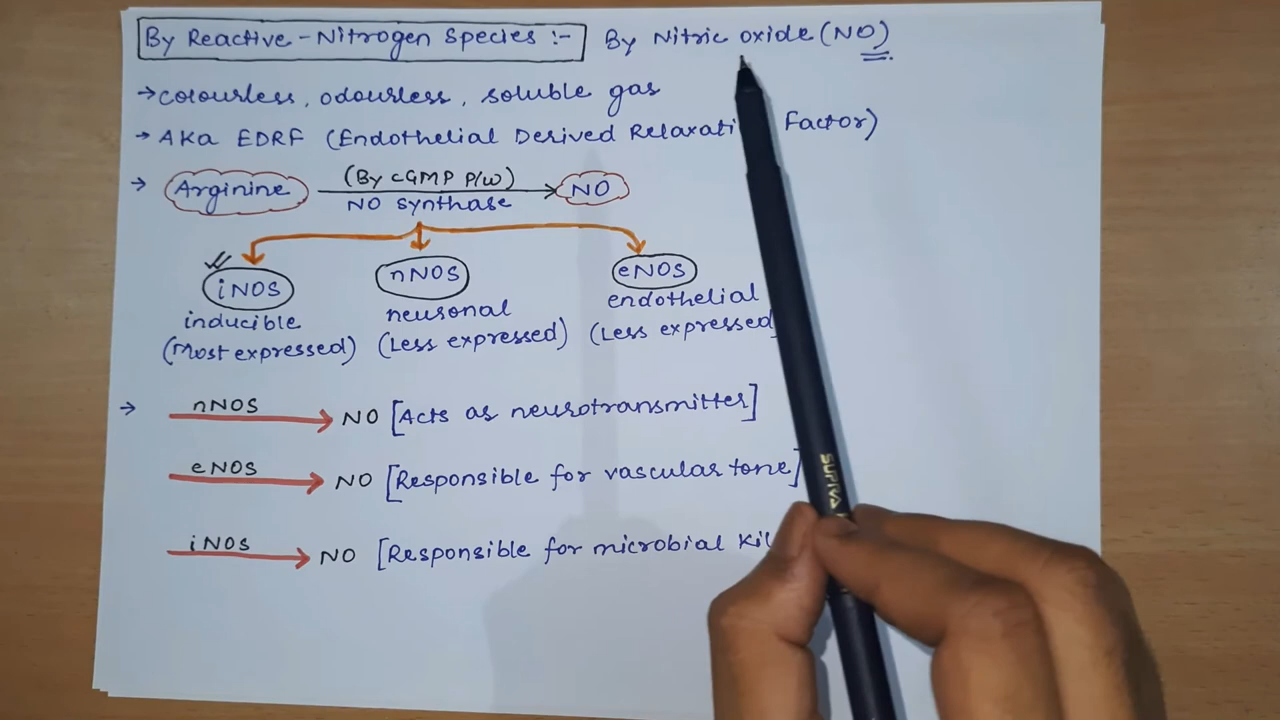 By Reactive-Nitrogen Species :- By Nitric oxide (NO)
→ colourless, odourless, soluble gas
→ AKA EDRF (Endothelial Derived Relaxati Factor)
→ Arginine (By cGMP P/W) NO synthase → NO
iNOS nNOS eNOS
inducible neuronal endothelial
(Most expressed) (Less expressed) (Less expressed)
→ nNOS → NO [Acts as neurotransmitter]
eNOS → NO [Responsible for vascular tone]
iNOS → NO [Responsible for microbial Kil
SUPIVA